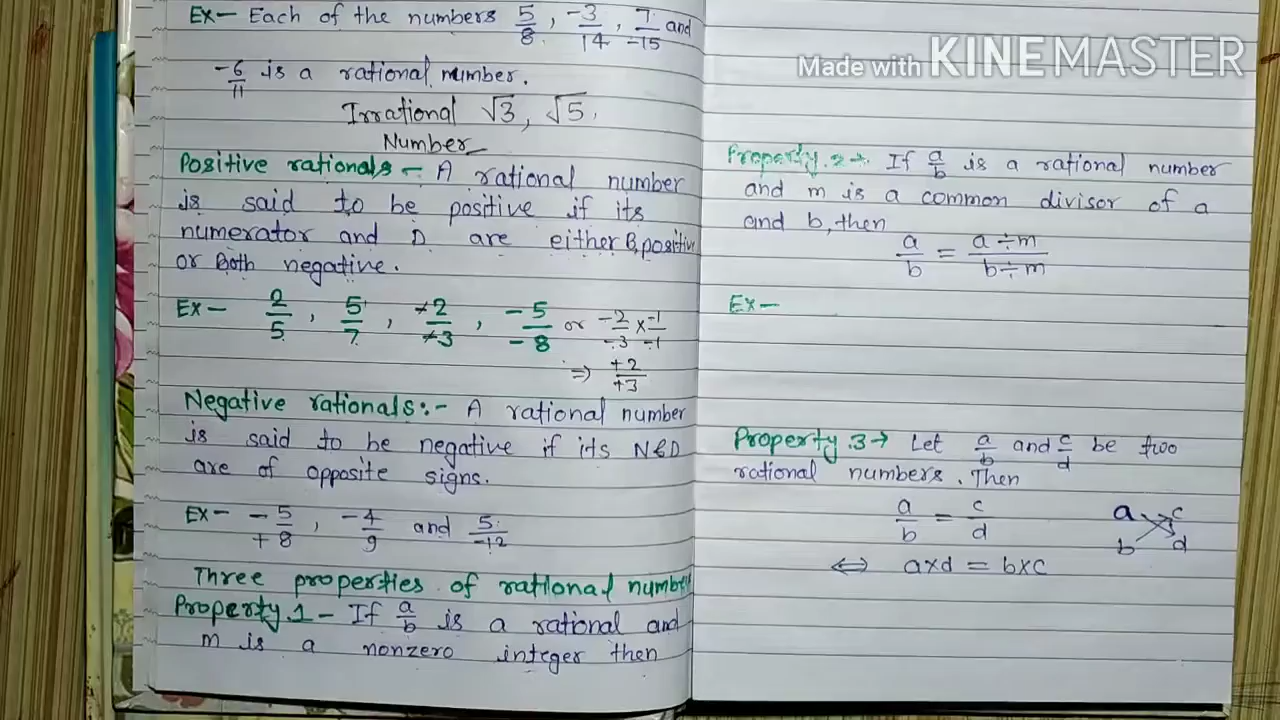 Ex- Each of the numbers 5/8, -3/14, 7/-15 and
-6/11 is a rational number.
Irrational √3, √5.
Number
Positive rationals - A rational number
is said to be positive if its
numerator and D are either B, positive
or Both negative.
Ex- 2/5, 5/7, -2/-3, -5/-8 or -2/-3 x -1/-1
⇒ +2/+3
Negative rationals:- A rational number
is said to be negative if its N&D
are of opposite signs.
Ex- -5/+8, -4/9 and 5/-12
Three properties of rational number
Property.1- If a/b is a rational and
m is a nonzero integer then
Made with KINEMASTER
Property.2→ If a/b is a rational number
and m is a common divisor of a
and b, then
a/b = a÷m/b÷m
Ex-
Property.3→ Let a/b and c/d be two
rational numbers. Then
a/b = c/d
a c
b d
⇔ axd = bxc